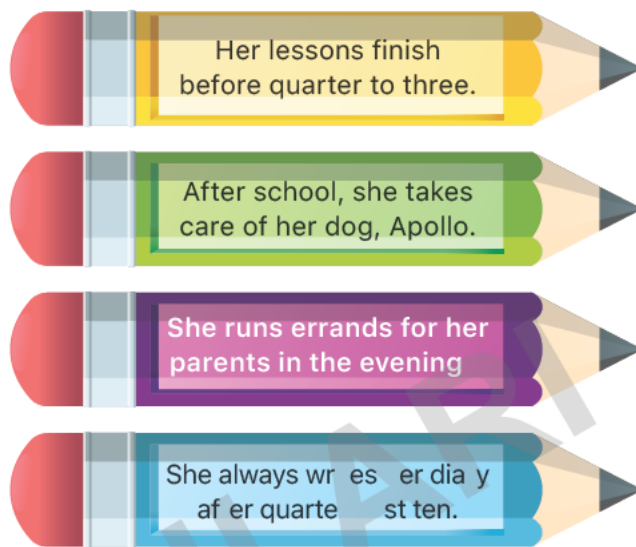 Her lessons finish
before quarter to three.
After school, she takes
care of her dog, Apollo.
She runs errands for her
parents in the evening
She always
ten.